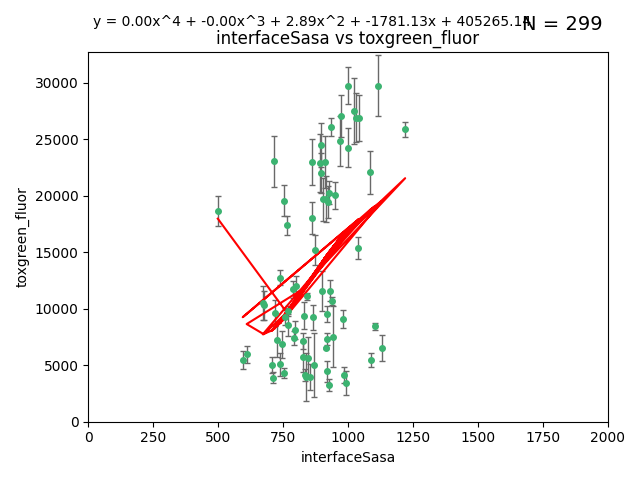 y = 0.00x^4 + -0.00x^3 + 2.89x^2 + -1781.13x + 405265.14
N = 299
interfaceSasa vs toxgreen_fluor
30000
25000
20000
15000
10000
5000
0
toxgreen_fluor
0 250 500 750 1000 1250 1500 1750 2000
interfaceSasa